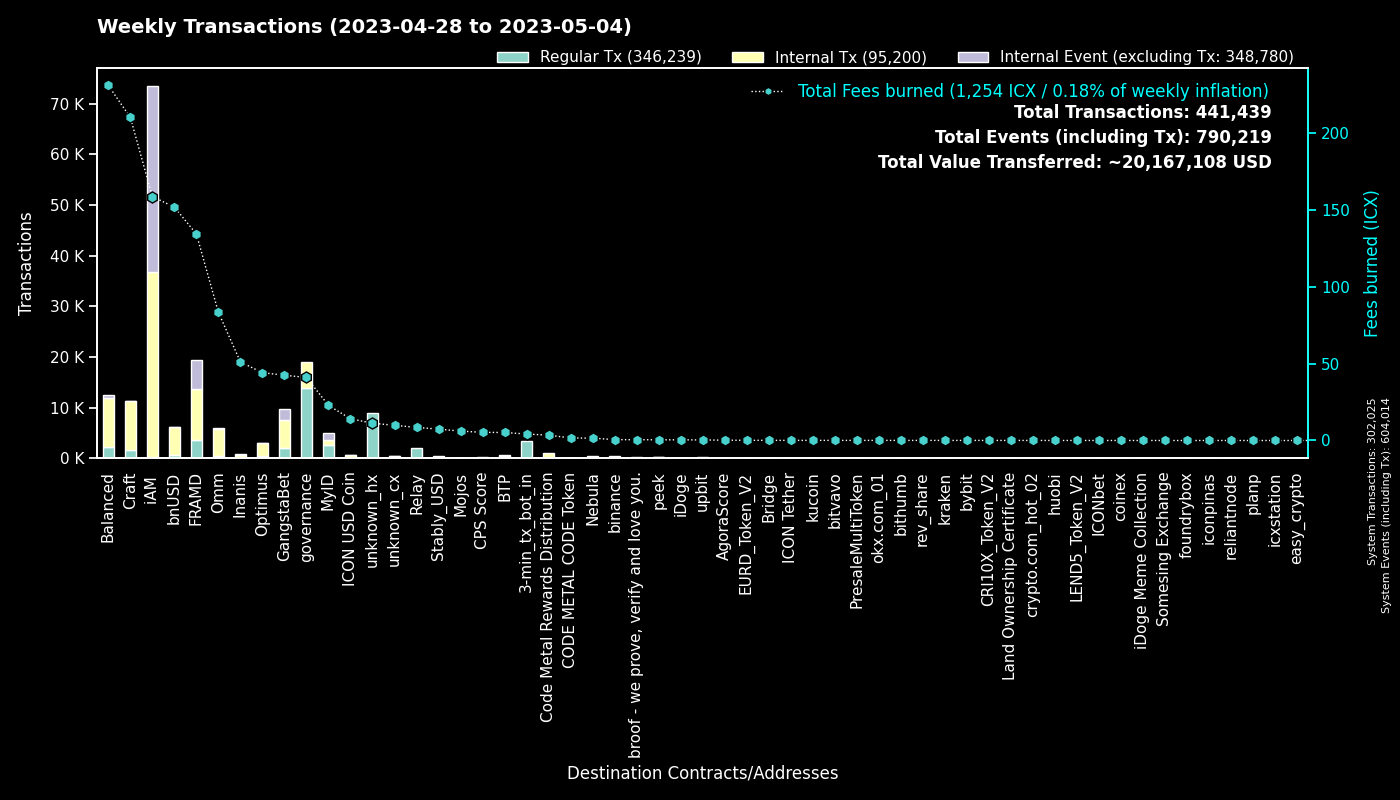 Weekly Transactions (2023-04-28 to 2023-05-04)
Regular Tx (346,239)
Internal Tx (95,200)
Internal Event (excluding Tx: 348,780)
Total Fees burned (1,254 ICX / 0.18% of weekly inflation)
Total Transactions: 441,439
Total Events (including Tx): 790,219
Total Value Transferred: ~20,167,108 USD
Transactions
70 K
60 K
50 K
40 K
30 K
20 K
10 K
0 K
200
150
100
50
0
Fees burned (ICX)
System Transactions: 302,025
System Events (including Tx): 604,014
Balanced
Craft
iAM
bnUSD
FRAMD
Omm
Inanis
Optimus
GangstaBet
governance
MyID
ICON USD Coin
unknown_hx
unknown_cx
Relay
Stably_USD
Mojos
CPS Score
BTP
3-min_tx_bot_in
Code Metal Rewards Distribution
CODE METAL CODE Token
Nebula
binance
broof - we prove, verify and love you.
peek
iDoge
upbit
AgoraScore
EURD_Token_V2
Bridge
ICON Tether
kucoin
bitvavo
PresaleMultiToken
okx.com_01
bithumb
rev_share
kraken
bybit
CRI10X_Token_V2
Land Ownership Certificate
crypto.com_hot_02
huobi
LEND5_Token_V2
ICONbet
coinex
iDoge Meme Collection
Somesing Exchange
foundrybox
iconpinas
reliantnode
planp
icxstation
easy_crypto
Destination Contracts/Addresses